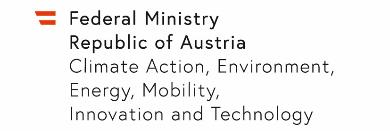 Federal Ministry
Republic of Austria
Climate Action, Environment,
Energy, Mobility,
Innovation and Technology